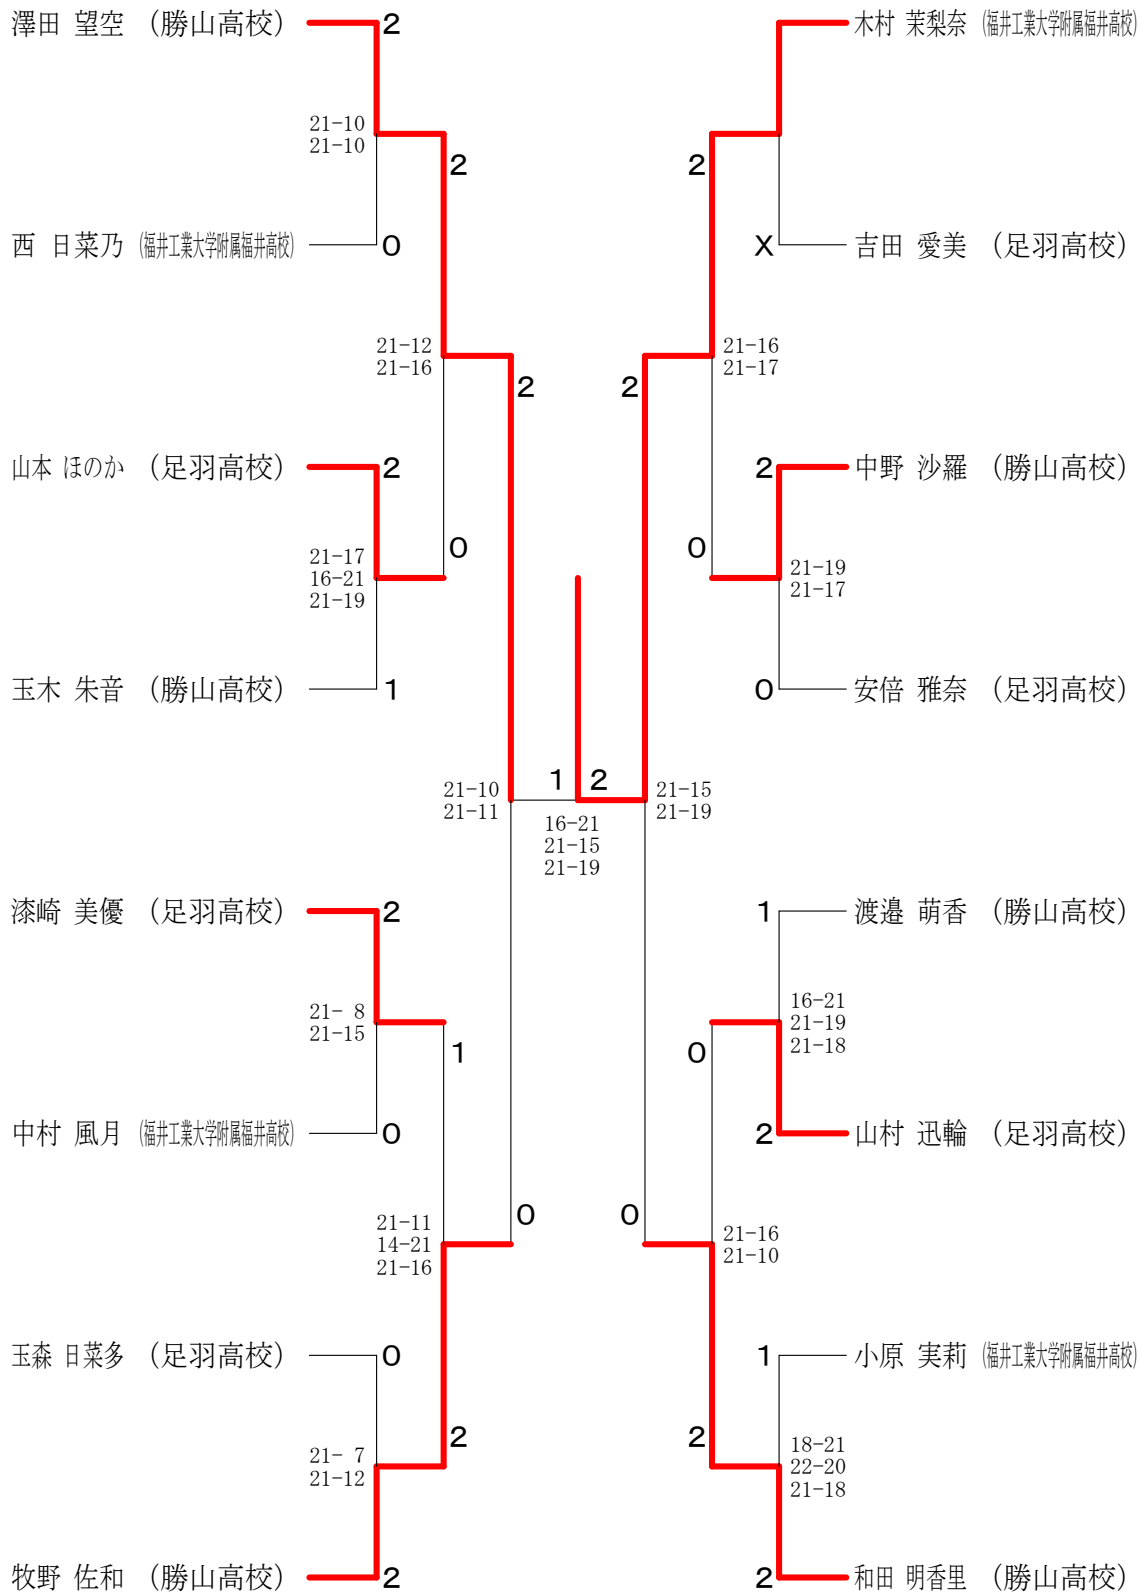 澤田 望空 (勝山高校) 2
2 木村 茉梨奈 (福井工業大学附属福井高校)
21-10
21-10
2
2
西 日菜乃 (福井工業大学附属福井高校) 0
X 吉田 愛美 (足羽高校)
21-12
21-16
2
2
21-16
21-17
山本 ほのか (足羽高校) 2
2 中野 沙羅 (勝山高校)
21-17
16-21
21-19
0
0
21-19
21-17
玉木 朱音 (勝山高校) 1
0 安倍 雅奈 (足羽高校)
21-10
21-11
1 2
16-21
21-15
21-19
21-15
21-19
漆崎 美優 (足羽高校) 2
1 渡邉 萌香 (勝山高校)
21- 8
21-15
1
0
16-21
21-19
21-18
中村 風月 (福井工業大学附属福井高校) 0
2 山村 迅輪 (足羽高校)
21-11
14-21
21-16
0
0
21-16
21-10
玉森 日菜多 (足羽高校) 0
1 小原 実莉 (福井工業大学附属福井高校)
21- 7
21-12
2
2
18-21
22-20
21-18
牧野 佐和 (勝山高校) 2
2 和田 明香里 (勝山高校)